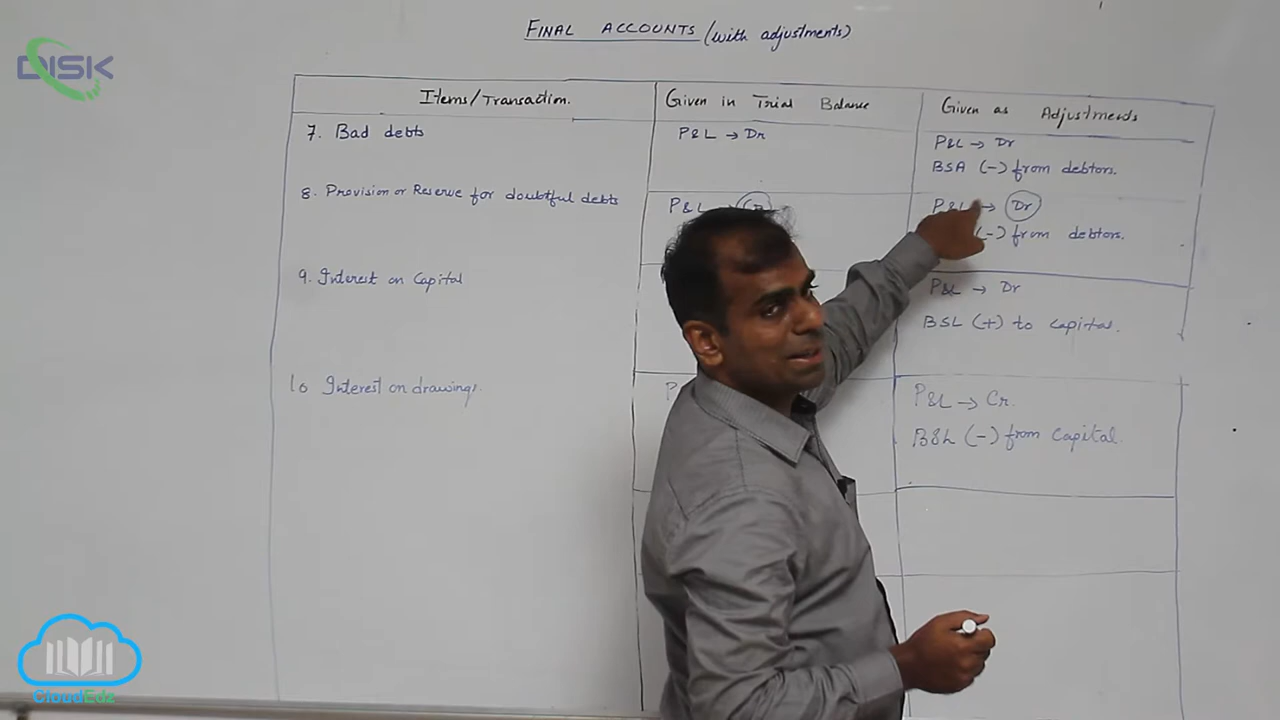 FINAL ACCOUNTS (with adjustments)
DISK
Items/Transaction. Given in Trial Balance Given as Adjustments
7. Bad debts P&L → Dr P&L → Dr
BSA (-) from debtors.
8. Provision or Reserve for doubtful debts P&L → P&L → Dr
(-) from debtors.
9. Interest on Capital P&L → Dr
BSL (+) to capital.
10 Interest on drawings. P P&L → Cr.
BSL (-) from Capital.
CloudEdz